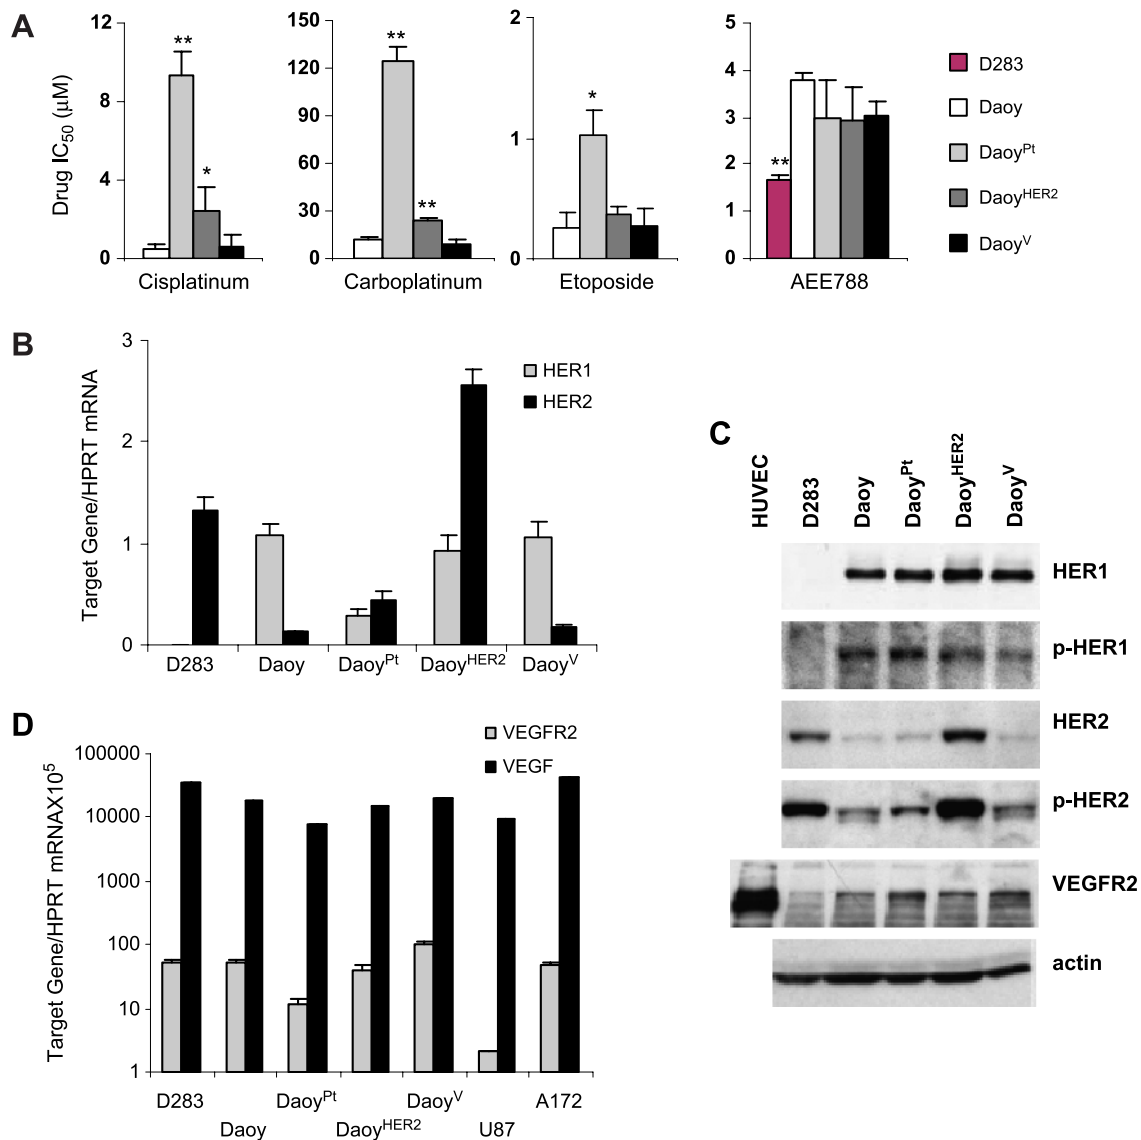 A
Drug IC50 (μM)
12
8
4
0
**
*
Cisplatinum
150
120
90
60
30
0
**
**
Carboplatinum
2
1
0
*
Etoposide
5
4
3
2
1
0
**
AEE788
D283
Daoy
DaoyPt
DaoyHER2
DaoyV
B
Target Gene/HPRT mRNA
3
2
1
0
HER1
HER2
D283 Daoy DaoyPt DaoyHER2 DaoyV
C
HUVEC
D283
Daoy
DaoyPt
DaoyHER2
DaoyV
HER1
p-HER1
HER2
p-HER2
VEGFR2
actin
D
Target Gene/HPRT mRNAX105
100000
10000
1000
100
10
1
VEGFR2
VEGF
D283 DaoyPt DaoyV A172
Daoy DaoyHER2 U87